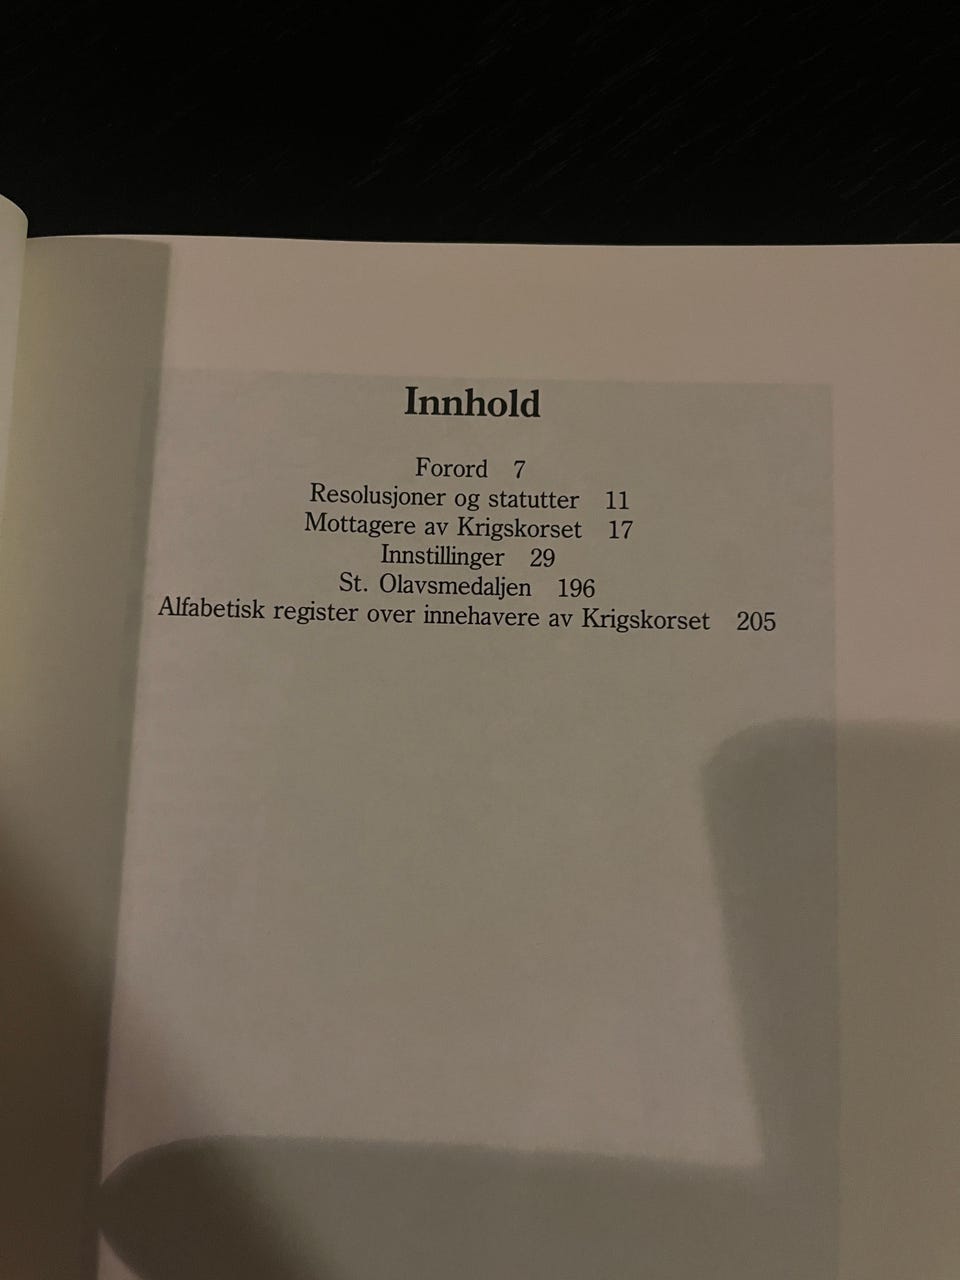 Innhold
Forord 7
Resolusjoner og statutter 11
Mottagere av Krigskorset 17
Innstillinger 29
St. Olavsmedaljen 196
Alfabetisk register over innehavere av Krigskorset 205